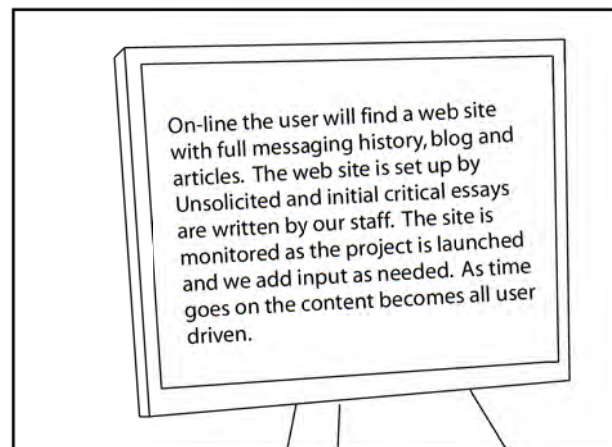 On-line the user will find a web site
with full messaging history, blog and
articles. The web site is set up by
Unsolicited and initial critical essays
are written by our staff. The site is
monitored as the project is launched
and we add input as needed. As time
goes on the content becomes all user
driven.